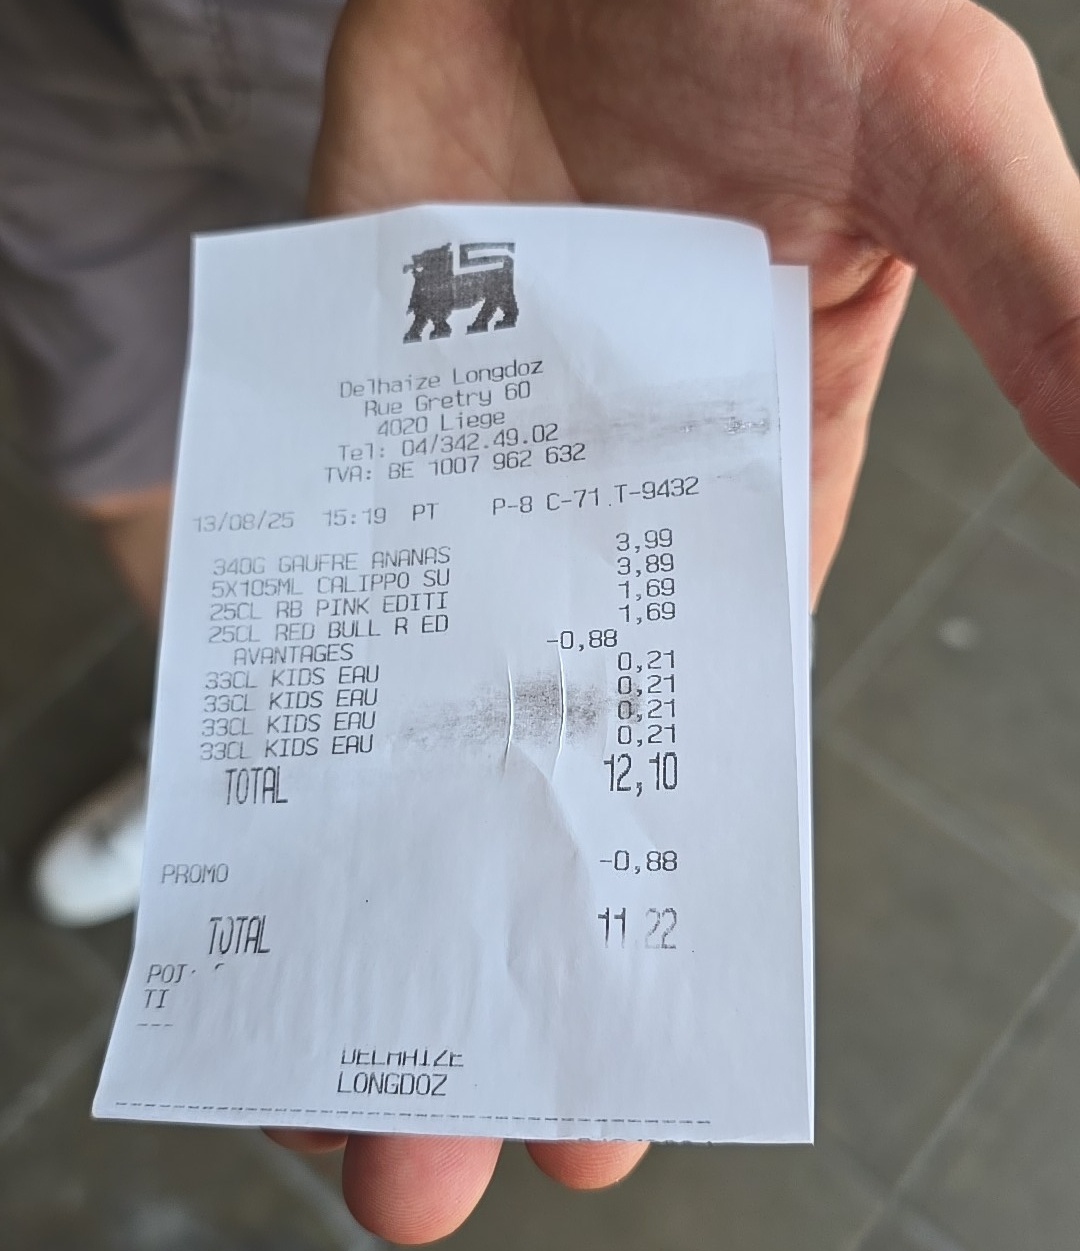 Delhaize Longdoz
Rue Gretry 60
4020 Liege
Tel: 04/342.49.02
TVA: BE 1007 962 632
13/08/25 15:19 PT P-8 C-71 T-9432
340G GAUFRE ANANAS 3,99
5X105ML CALIPPO SU 3,89
25CL RB PINK EDITI 1,69
25CL RED BULL R ED 1,69
AVANTAGES -0,88
33CL KIDS EAU 0,21
33CL KIDS EAU 0,21
33CL KIDS EAU 0,21
33CL KIDS EAU 0,21
TOTAL 12,10
PROMO -0,88
TOTAL 11 22
TI
---
DELHAIZE
LONGDOZ